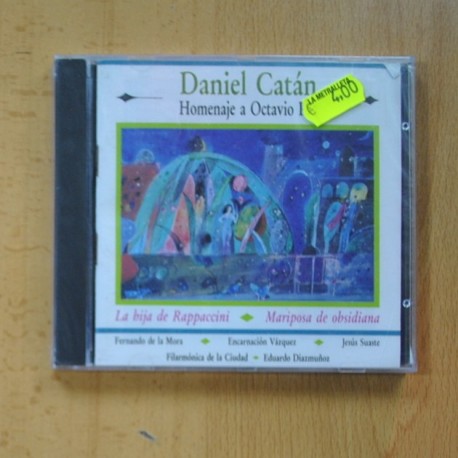 Daniel Catán
Homenaje a Octavio
LA METRALLETA
€ 4,00
La hija de Rappaccini Mariposa de obsidiana
Fernando de la Mora Encarnación Vázquez Jesús Suaste
Filarmónica de la Ciudad - Eduardo Diazmuñoz